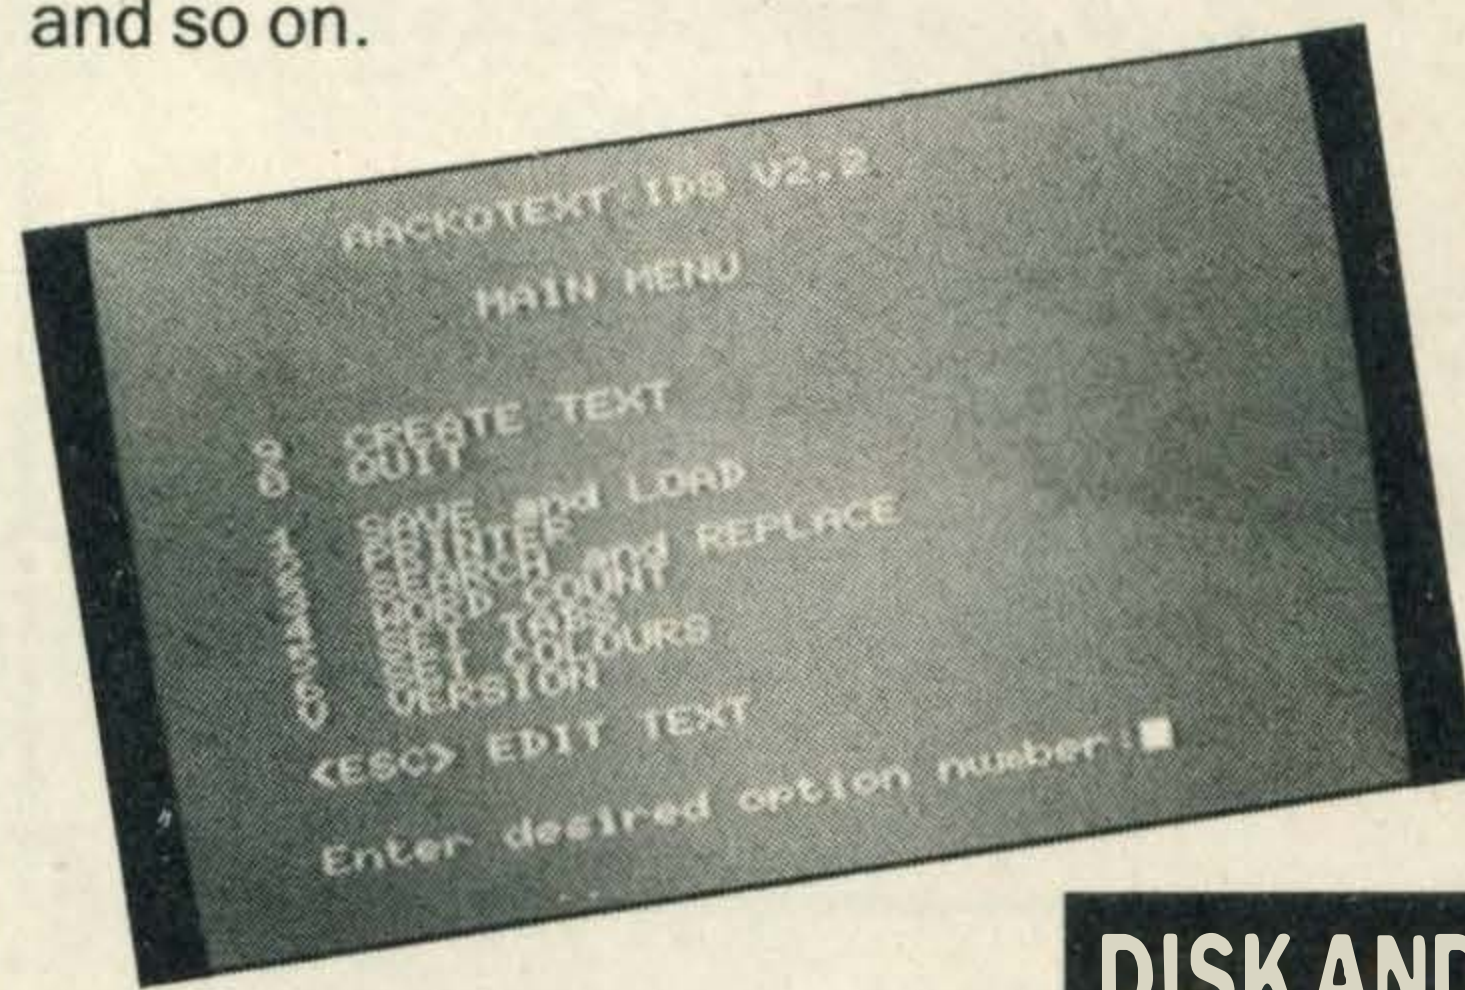 and so on.
AACKOTEXT IDS V2.2
MAIN MENU
CREATE TEXT
QUIT
SAVE and LOAD
PRINTER
SEARCH and REPLACE
WORD COUNT
SET TABS
SET COLOURS
VERSION
<ESC> EDIT TEXT
Enter desired option number:
DISK AND